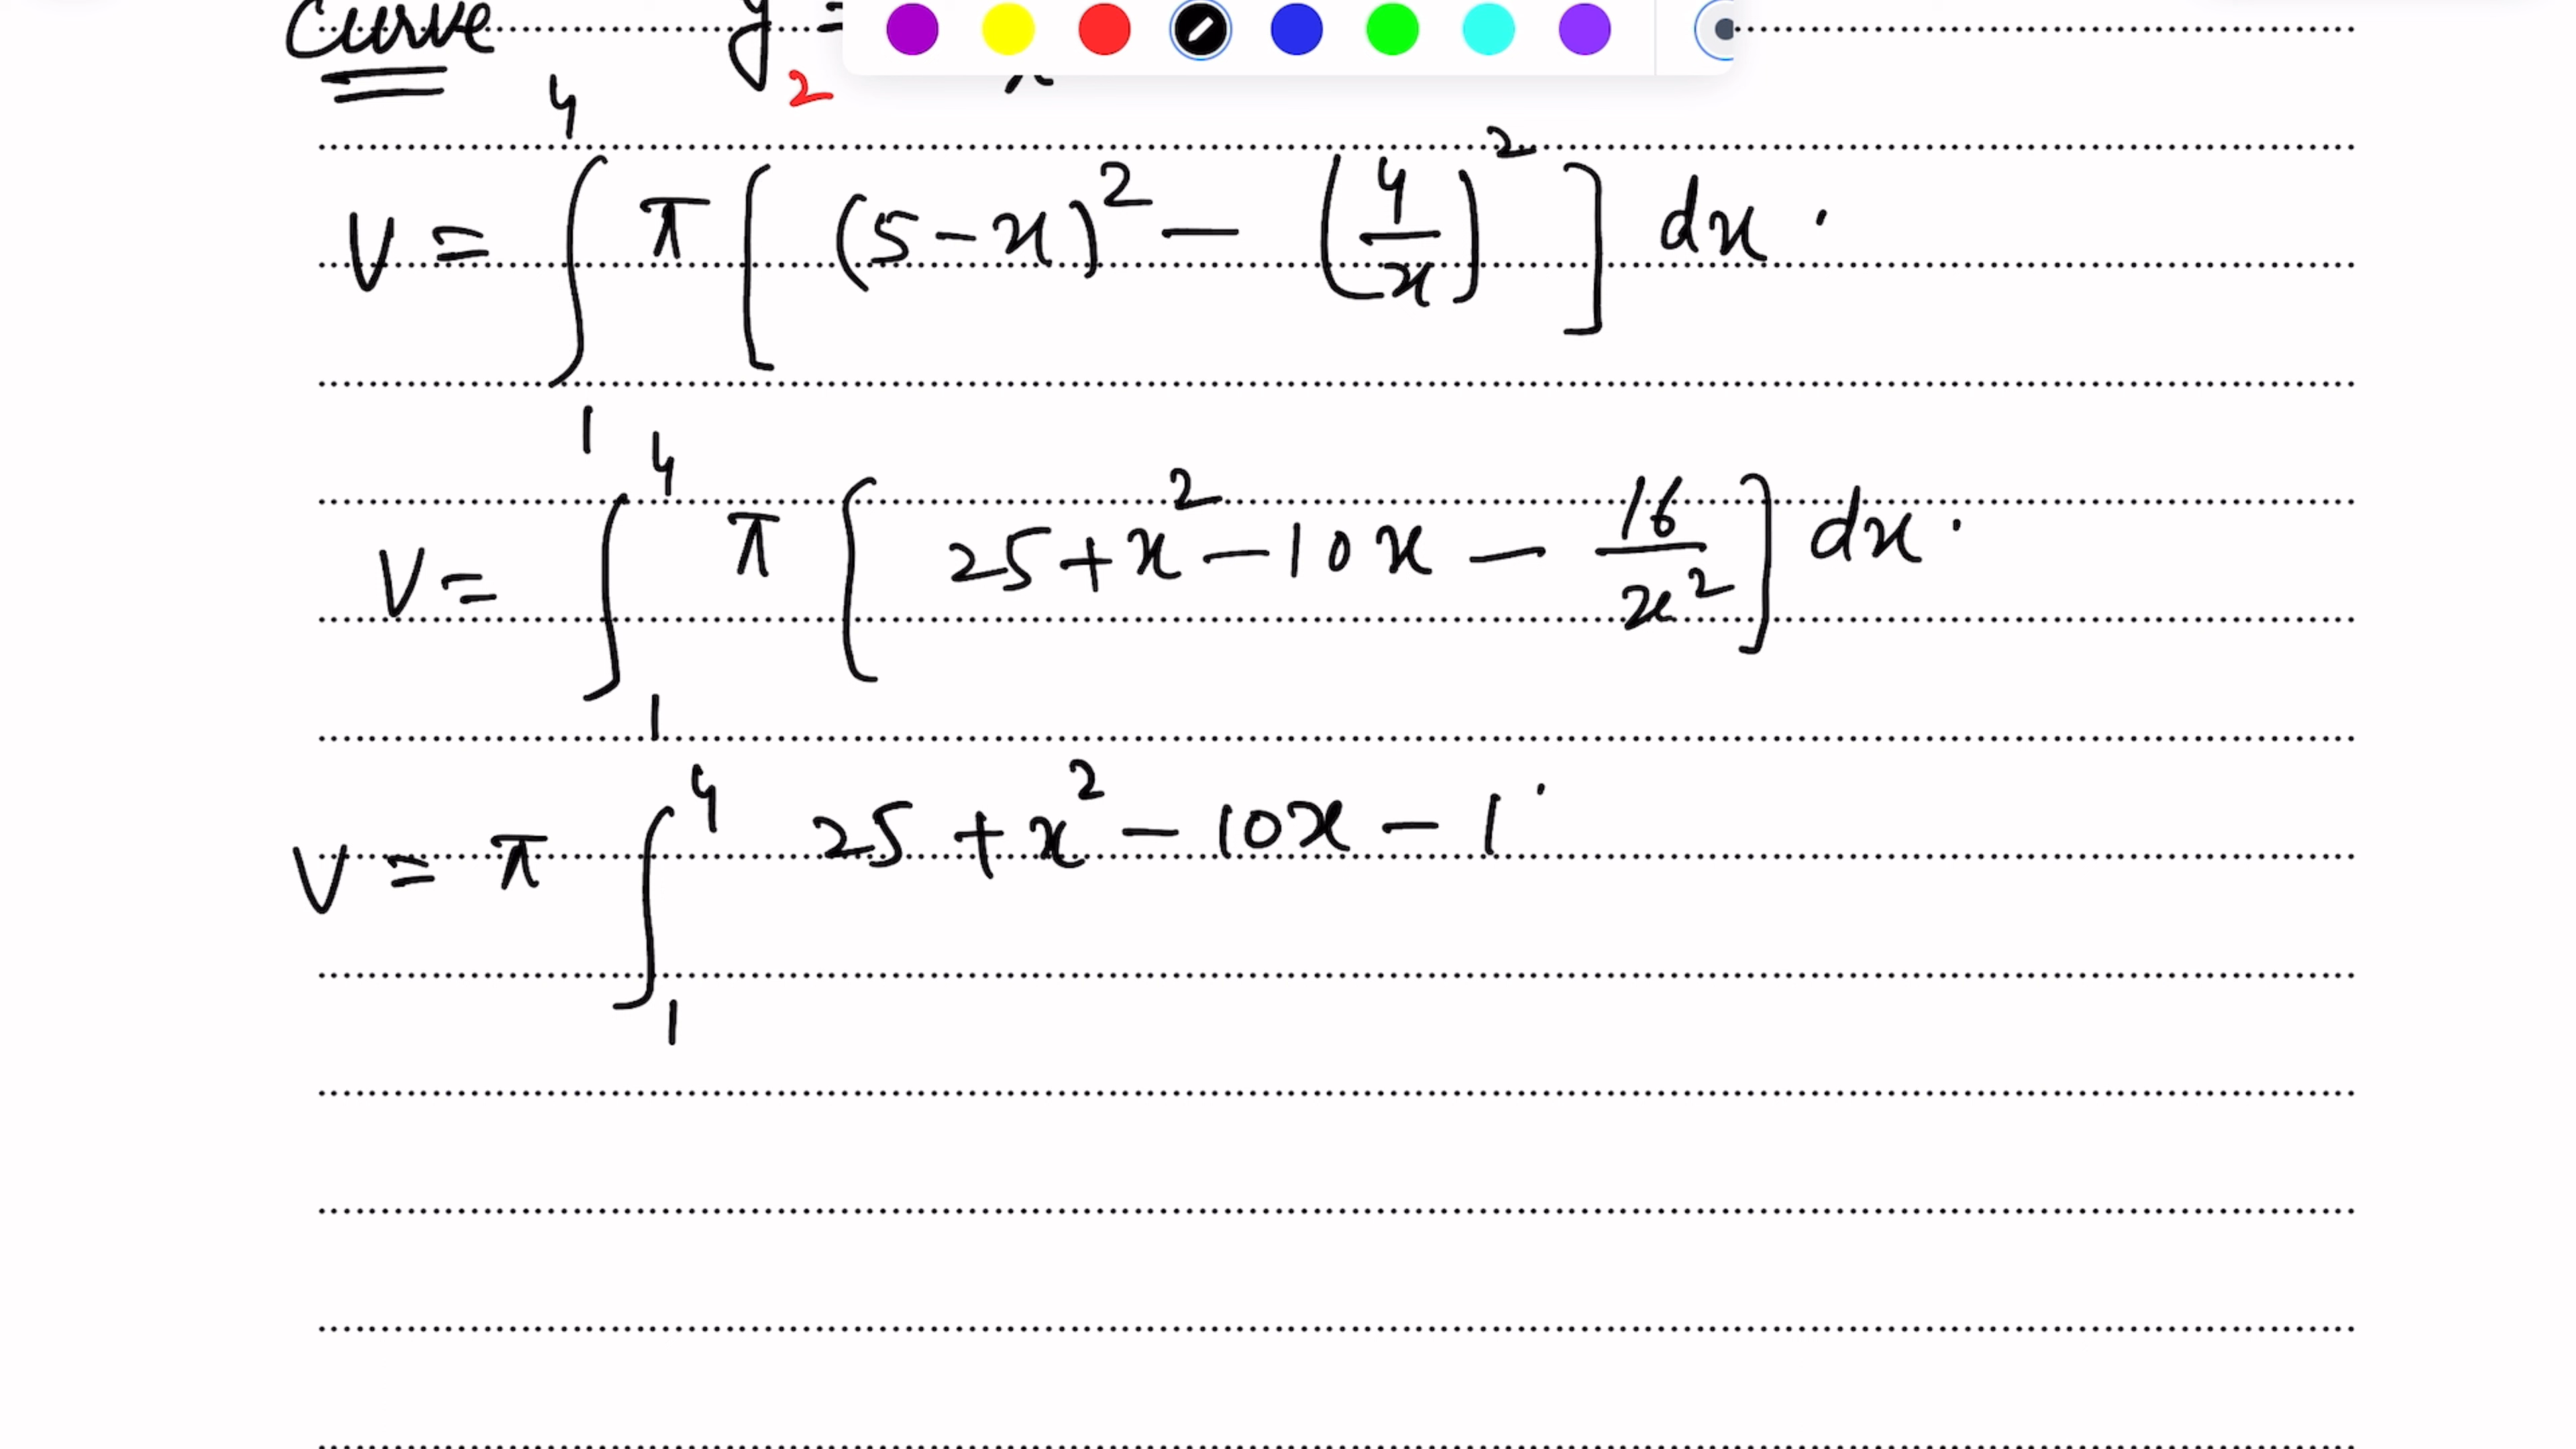 Curve y =
2
V = ∫₁⁴ π [ (5 - x)² - (4/x)² ] dx .
V = ∫₁⁴ π [ 25 + x² - 10x - 16/x² ] dx .
V = π ∫₁⁴ 25 + x² - 10x - 1